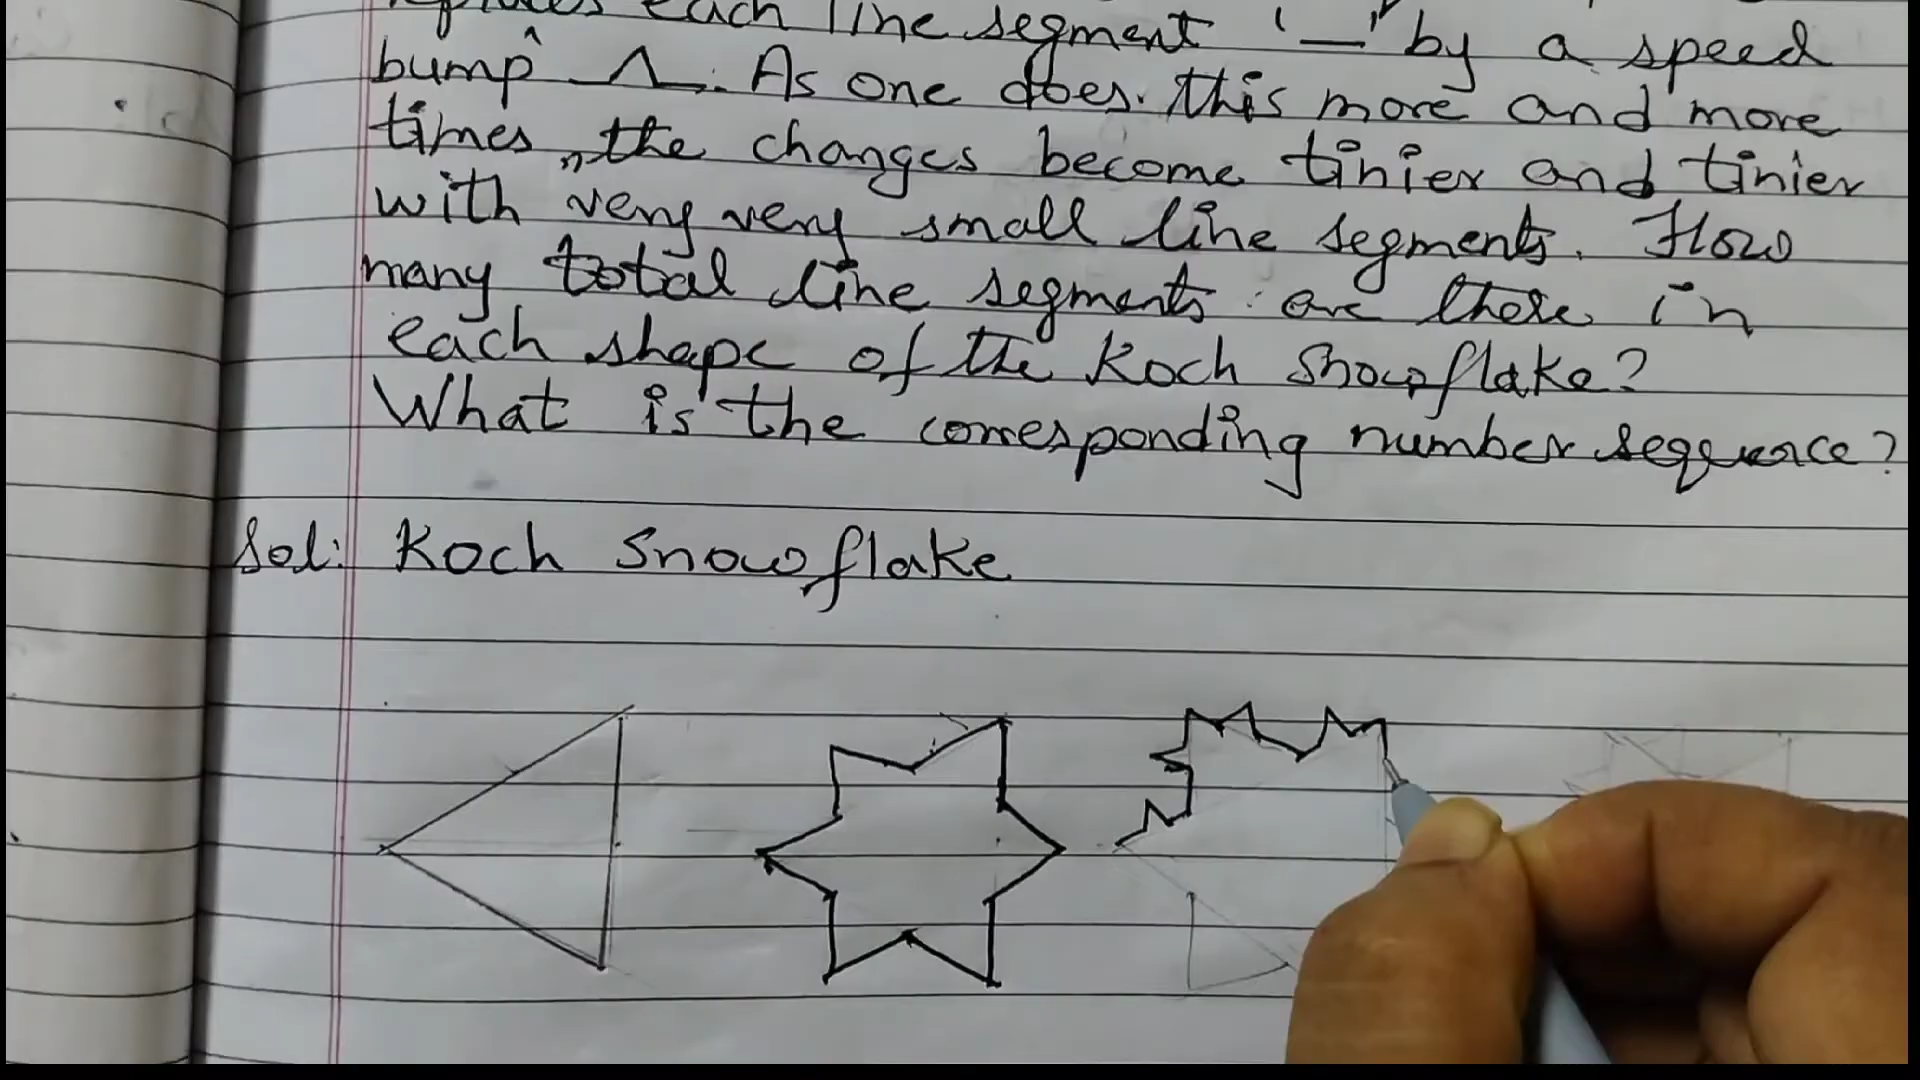 each line segment '—' by a speed
bump . As one does this more and more
times, the changes become tinier and tinier
with very very small line segments. How
many total line segments are there in
each shape of the Koch Snowflake?
What is the corresponding number sequence?
Sol: Koch Snowflake